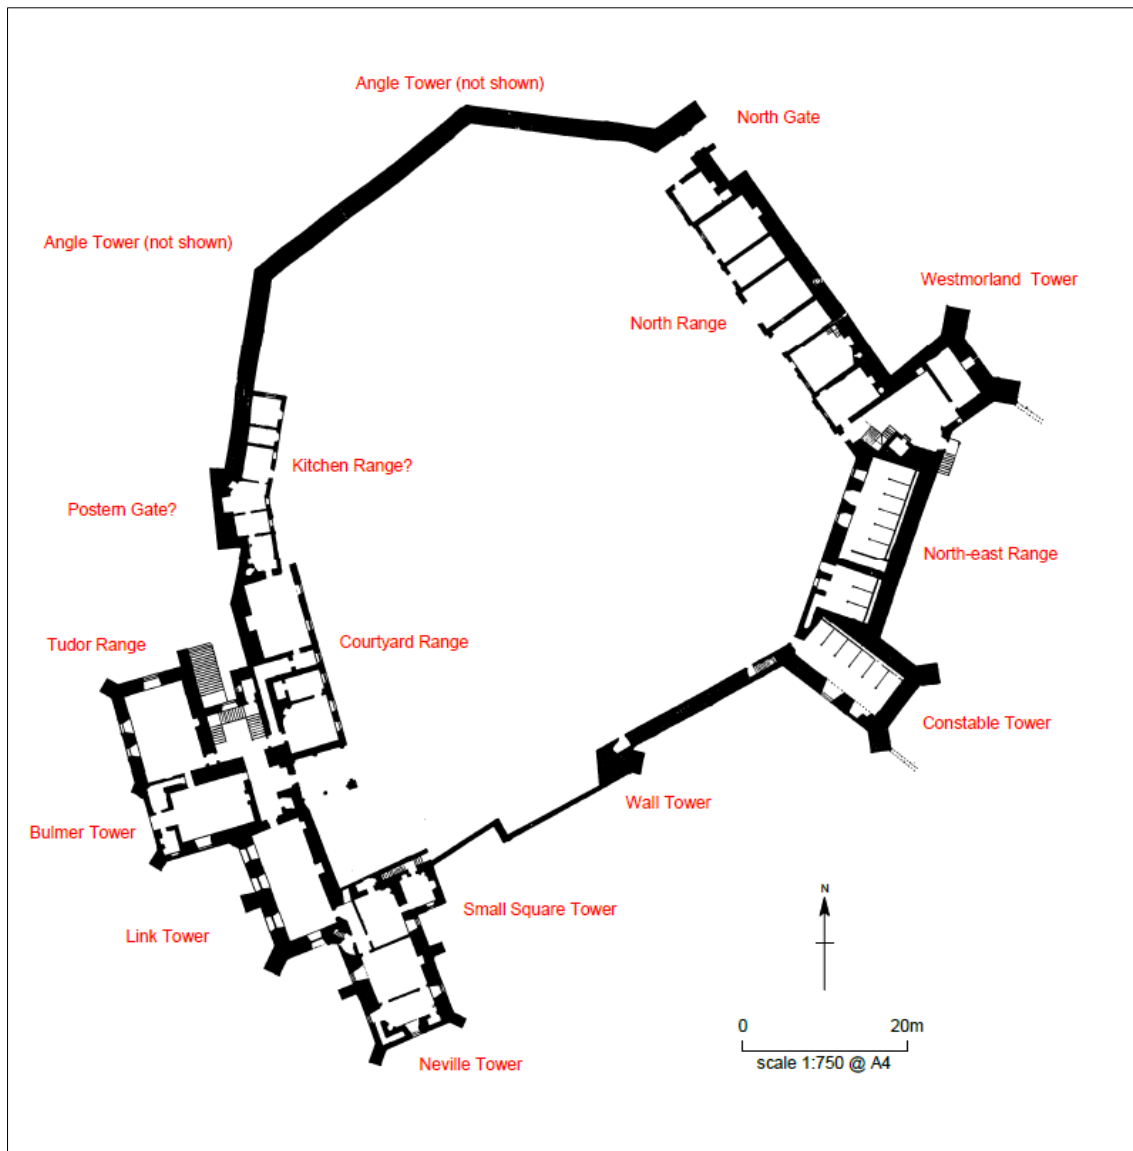 Angle Tower (not shown)
North Gate
Angle Tower (not shown)
Westmorland Tower
North Range
Kitchen Range?
Postern Gate?
North-east Range
Tudor Range
Courtyard Range
Constable Tower
Wall Tower
Bulmer Tower
Small Square Tower
Link Tower
Neville Tower
N
0 20m
scale 1:750 @ A4